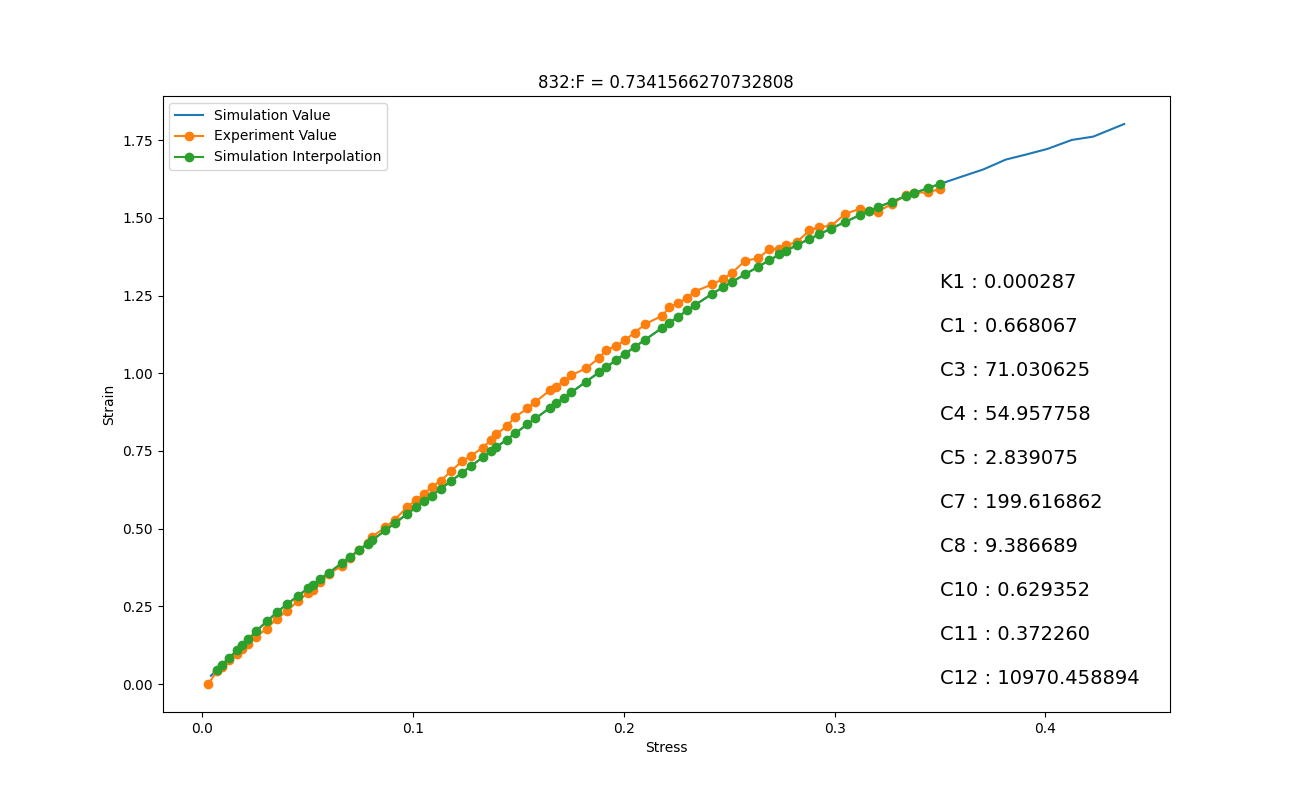 832:F = 0.7341566270732808
Simulation Value
Experiment Value
Simulation Interpolation
1.75
1.50
1.25
1.00
0.75
0.50
0.25
0.00
Strain
K1 : 0.000287
C1 : 0.668067
C3 : 71.030625
C4 : 54.957758
C5 : 2.839075
C7 : 199.616862
C8 : 9.386689
C10 : 0.629352
C11 : 0.372260
C12 : 10970.458894
0.0 0.1 0.2 0.3 0.4
Stress